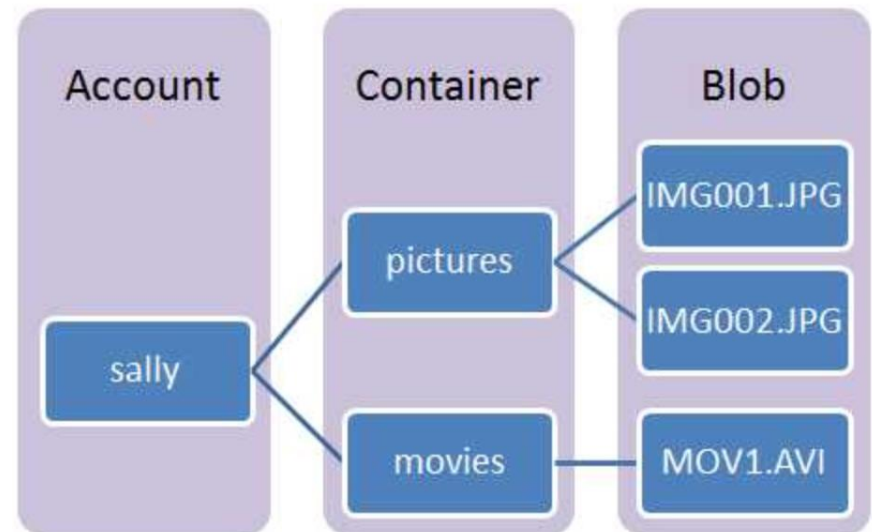 Account
Container
Blob
IMG001.JPG
pictures
IMG002.JPG
sally
movies
MOV1.AVI